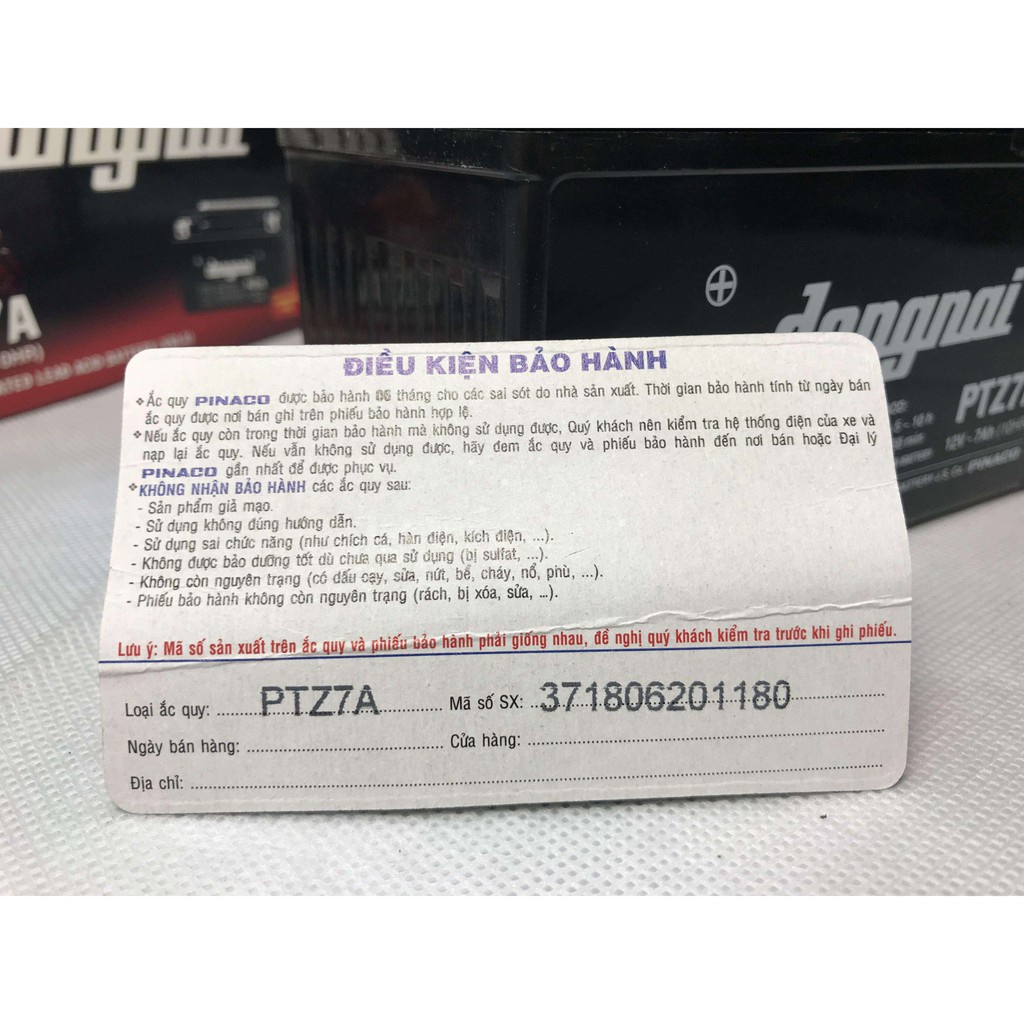 dongnai
7A
dongnai
PTZ7
PINACO
ĐIỀU KIỆN BẢO HÀNH
❖Ắc quy PINACO được bảo hành 06 tháng cho các sai sót do nhà sản xuất. Thời gian bảo hành tính từ ngày bán
ắc quy được nơi bán ghi trên phiếu bảo hành hợp lệ.
❖Nếu ắc quy còn trong thời gian bảo hành mà không sử dụng được, Quý khách nên kiểm tra hệ thống điện của xe và
nạp lại ắc quy. Nếu vẫn không sử dụng được, hãy đem ắc quy và phiếu bảo hành đến nơi bán hoặc Đại lý
PINACO gần nhất để được phục vụ.
❖KHÔNG NHẬN BẢO HÀNH các ắc quy sau:
- Sản phẩm giả mạo.
- Sử dụng không đúng hướng dẫn.
- Sử dụng sai chức năng (như chích cá, hàn điện, kích điện, ...).
- Không được bảo dưỡng tốt dù chưa qua sử dụng (bị sulfat, ...).
- Không còn nguyên trạng (có dấu cạy, sửa, nứt, bể, cháy, nổ, phù, ...).
- Phiếu bảo hành không còn nguyên trạng (rách, bị xóa, sửa, ...).
Lưu ý: Mã số sản xuất trên ắc quy và phiếu bảo hành phải giống nhau, đề nghị quý khách kiểm tra trước khi ghi phiếu.
Loại ắc quy: PTZ7A Mã số SX: 371806201180
Ngày bán hàng: Cửa hàng:
Địa chỉ: